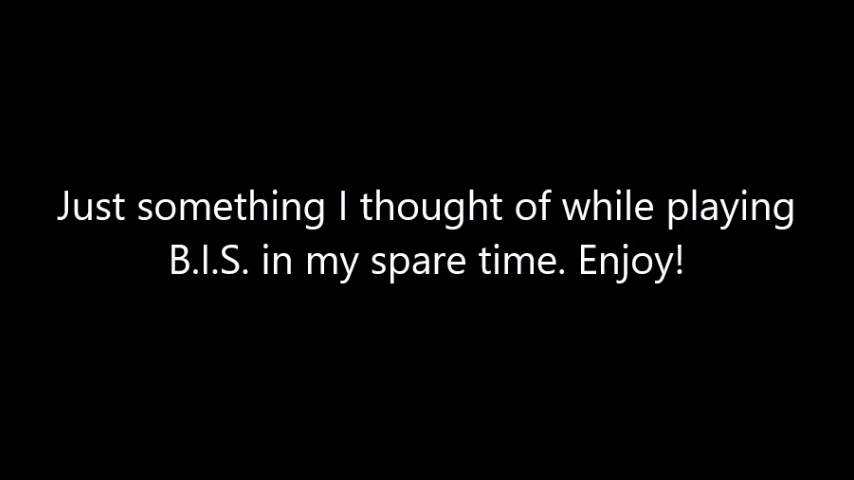 Just something I thought of while playing
B.I.S. in my spare time. Enjoy!